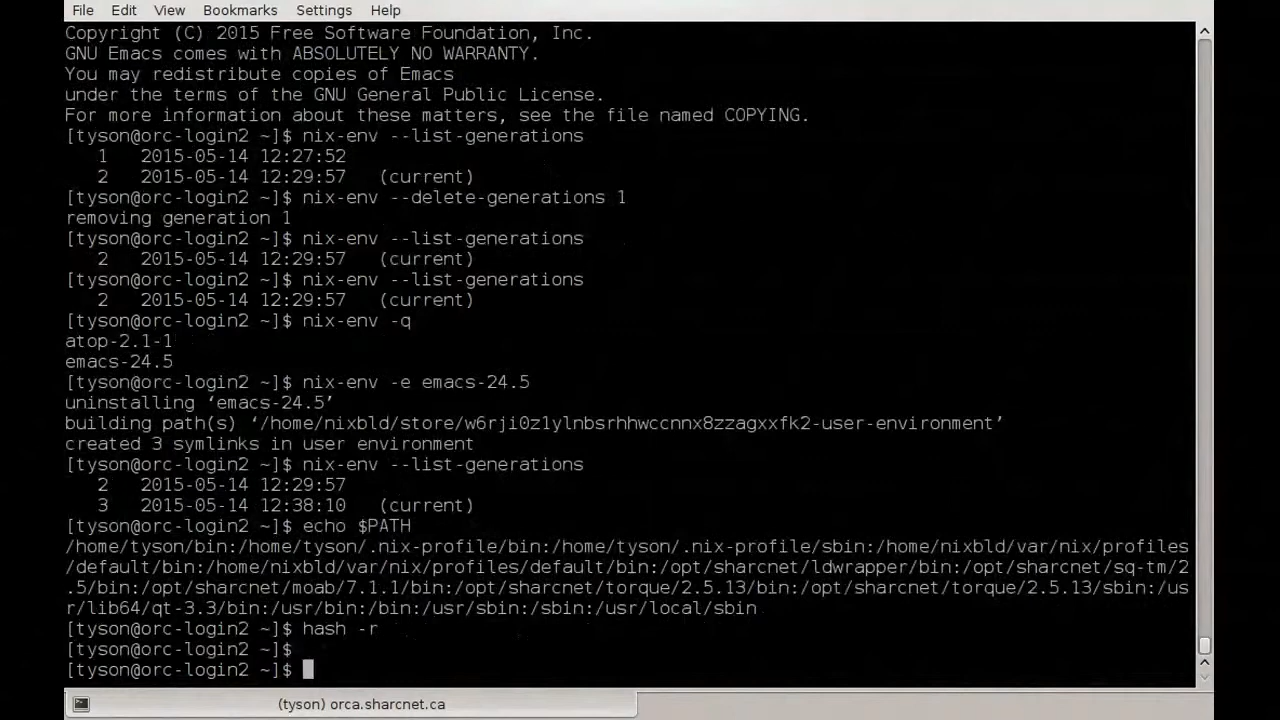 File Edit View Bookmarks Settings Help
Copyright (C) 2015 Free Software Foundation, Inc.
GNU Emacs comes with ABSOLUTELY NO WARRANTY.
You may redistribute copies of Emacs
under the terms of the GNU General Public License.
For more information about these matters, see the file named COPYING.
[tyson@orc-login2 ~]$ nix-env --list-generations
1 2015-05-14 12:27:52
2 2015-05-14 12:29:57 (current)
[tyson@orc-login2 ~]$ nix-env --delete-generations 1
removing generation 1
[tyson@orc-login2 ~]$ nix-env --list-generations
2 2015-05-14 12:29:57 (current)
[tyson@orc-login2 ~]$ nix-env --list-generations
2 2015-05-14 12:29:57 (current)
[tyson@orc-login2 ~]$ nix-env -q
atop-2.1-1
emacs-24.5
[tyson@orc-login2 ~]$ nix-env -e emacs-24.5
uninstalling ‘emacs-24.5’
building path(s) ‘/home/nixbld/store/w6rji0z1ylnbsrhhwccnnx8zzagxxfk2-user-environment’
created 3 symlinks in user environment
[tyson@orc-login2 ~]$ nix-env --list-generations
2 2015-05-14 12:29:57
3 2015-05-14 12:38:10 (current)
[tyson@orc-login2 ~]$ echo $PATH
/home/tyson/bin:/home/tyson/.nix-profile/bin:/home/tyson/.nix-profile/sbin:/home/nixbld/var/nix/profiles
/default/bin:/home/nixbld/var/nix/profiles/default/bin:/opt/sharcnet/ldwrapper/bin:/opt/sharcnet/sq-tm/2
.5/bin:/opt/sharcnet/moab/7.1.1/bin:/opt/sharcnet/torque/2.5.13/bin:/opt/sharcnet/torque/2.5.13/sbin:/us
r/lib64/qt-3.3/bin:/usr/bin:/bin:/usr/sbin:/sbin:/usr/local/sbin
[tyson@orc-login2 ~]$ hash -r
[tyson@orc-login2 ~]$
[tyson@orc-login2 ~]$
(tyson) orca.sharcnet.ca